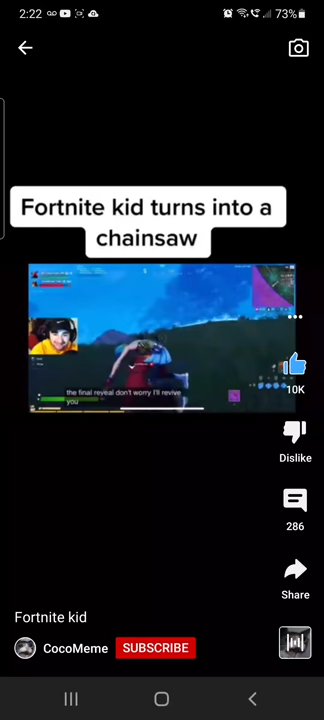 2:22
73%
Fortnite kid turns into a
chainsaw
the final reveal don't worry I'll revive
you
10K
Dislike
286
Share
Fortnite kid
CocoMeme
SUBSCRIBE